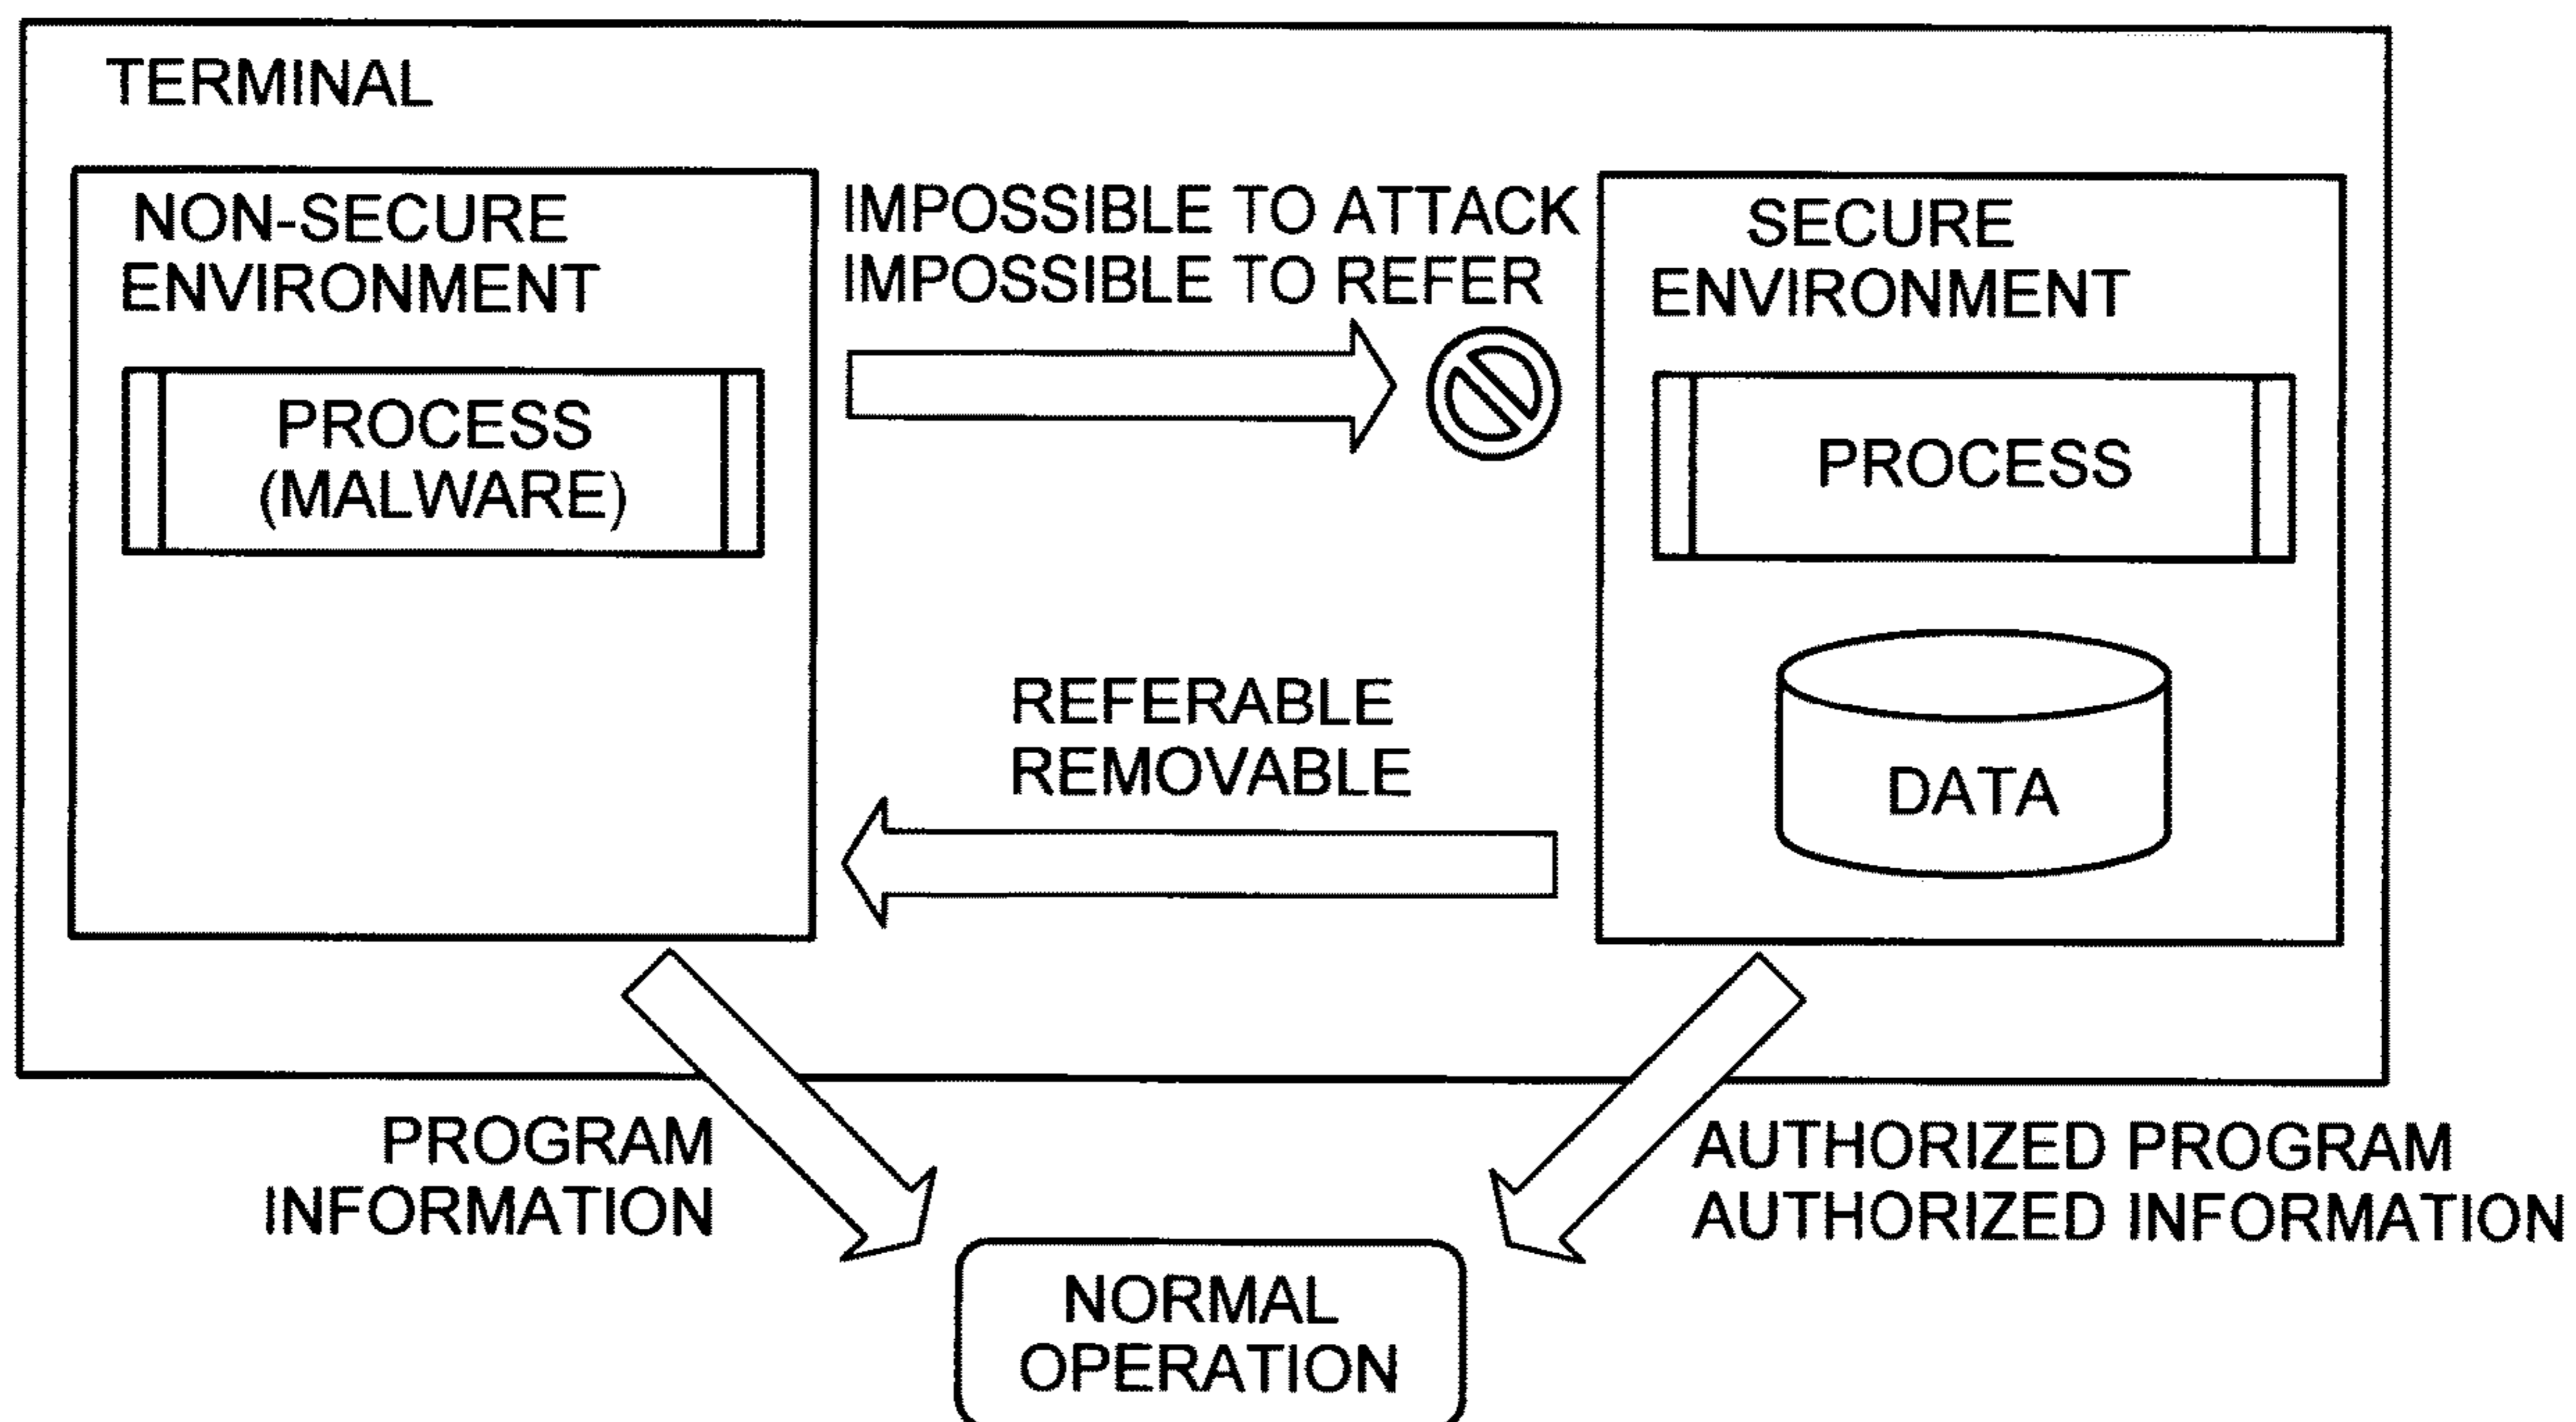 TERMINAL
NON-SECURE
ENVIRONMENT
PROCESS
(MALWARE)
IMPOSSIBLE TO ATTACK
IMPOSSIBLE TO REFER
SECURE
ENVIRONMENT
PROCESS
DATA
REFERABLE
REMOVABLE
PROGRAM
INFORMATION
AUTHORIZED PROGRAM
AUTHORIZED INFORMATION
NORMAL
OPERATION